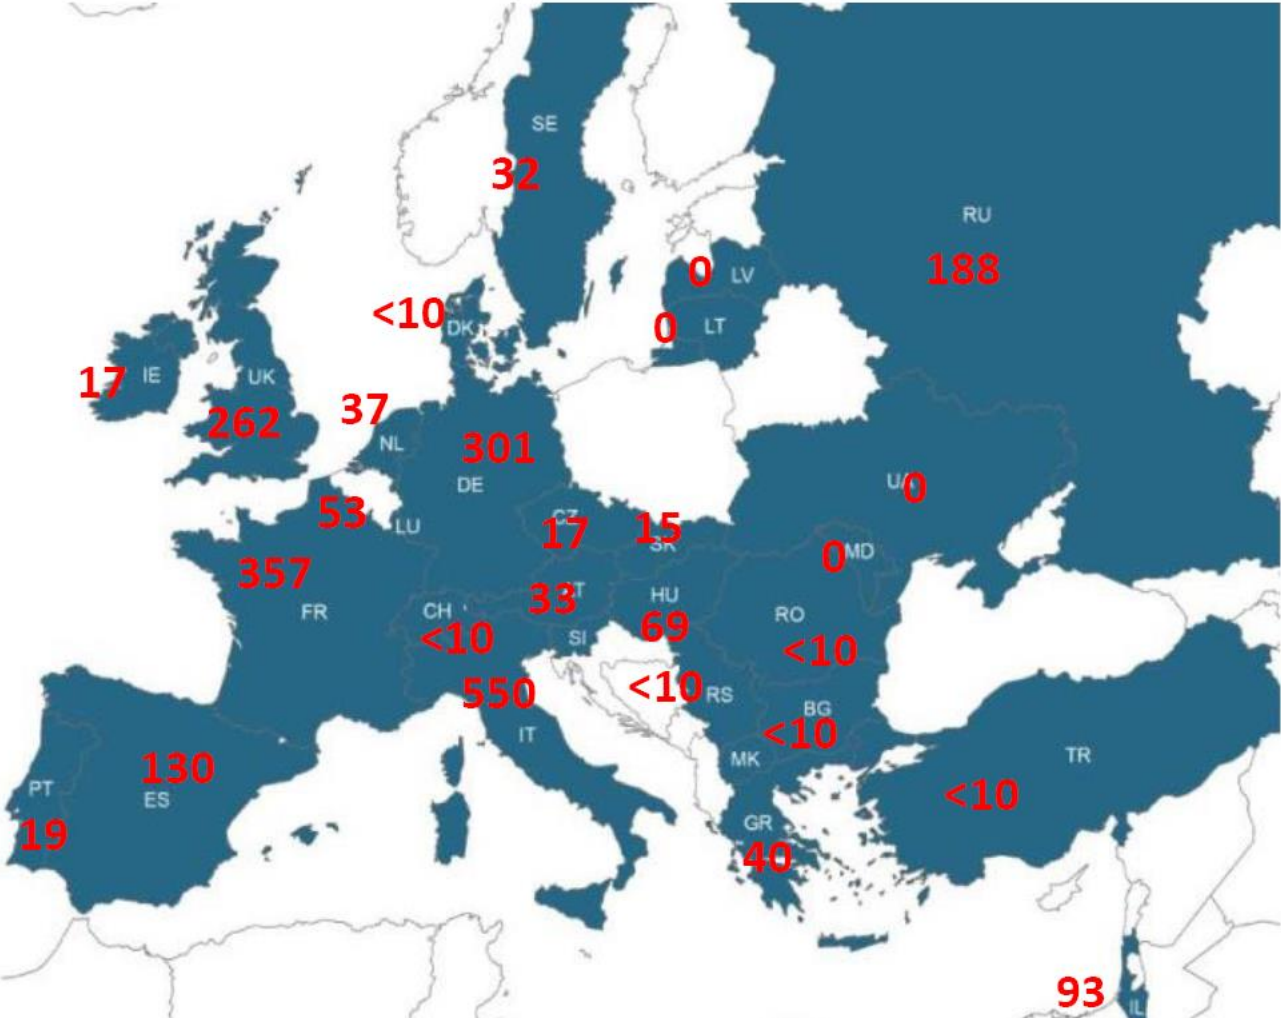 SE
32
RU
188
0
LV
<10
DK
0
LT
17
IE
UK
262
37
NL
301
DE
UA
0
53
LU
CZ
17
15
SK
0
MD
357
FR
33
HU
69
CH
<10
SI
RO
<10
550
IT
<10
RS
BG
<10
MK
TR
<10
130
ES
PT
19
GR
40
93
IL